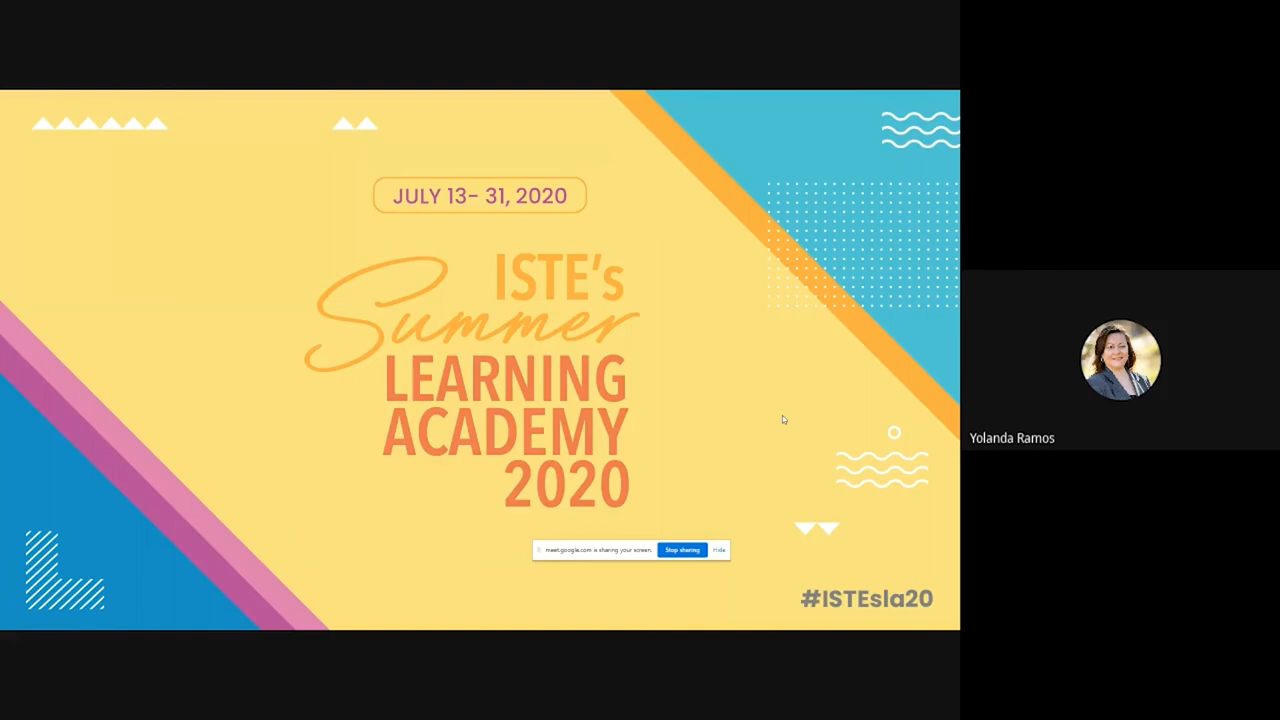 JULY 13- 31, 2020
ISTE's
Summer
LEARNING
ACADEMY
2020
meet.google.com is sharing your screen. Stop sharing Hide
#ISTEsla20
Yolanda Ramos